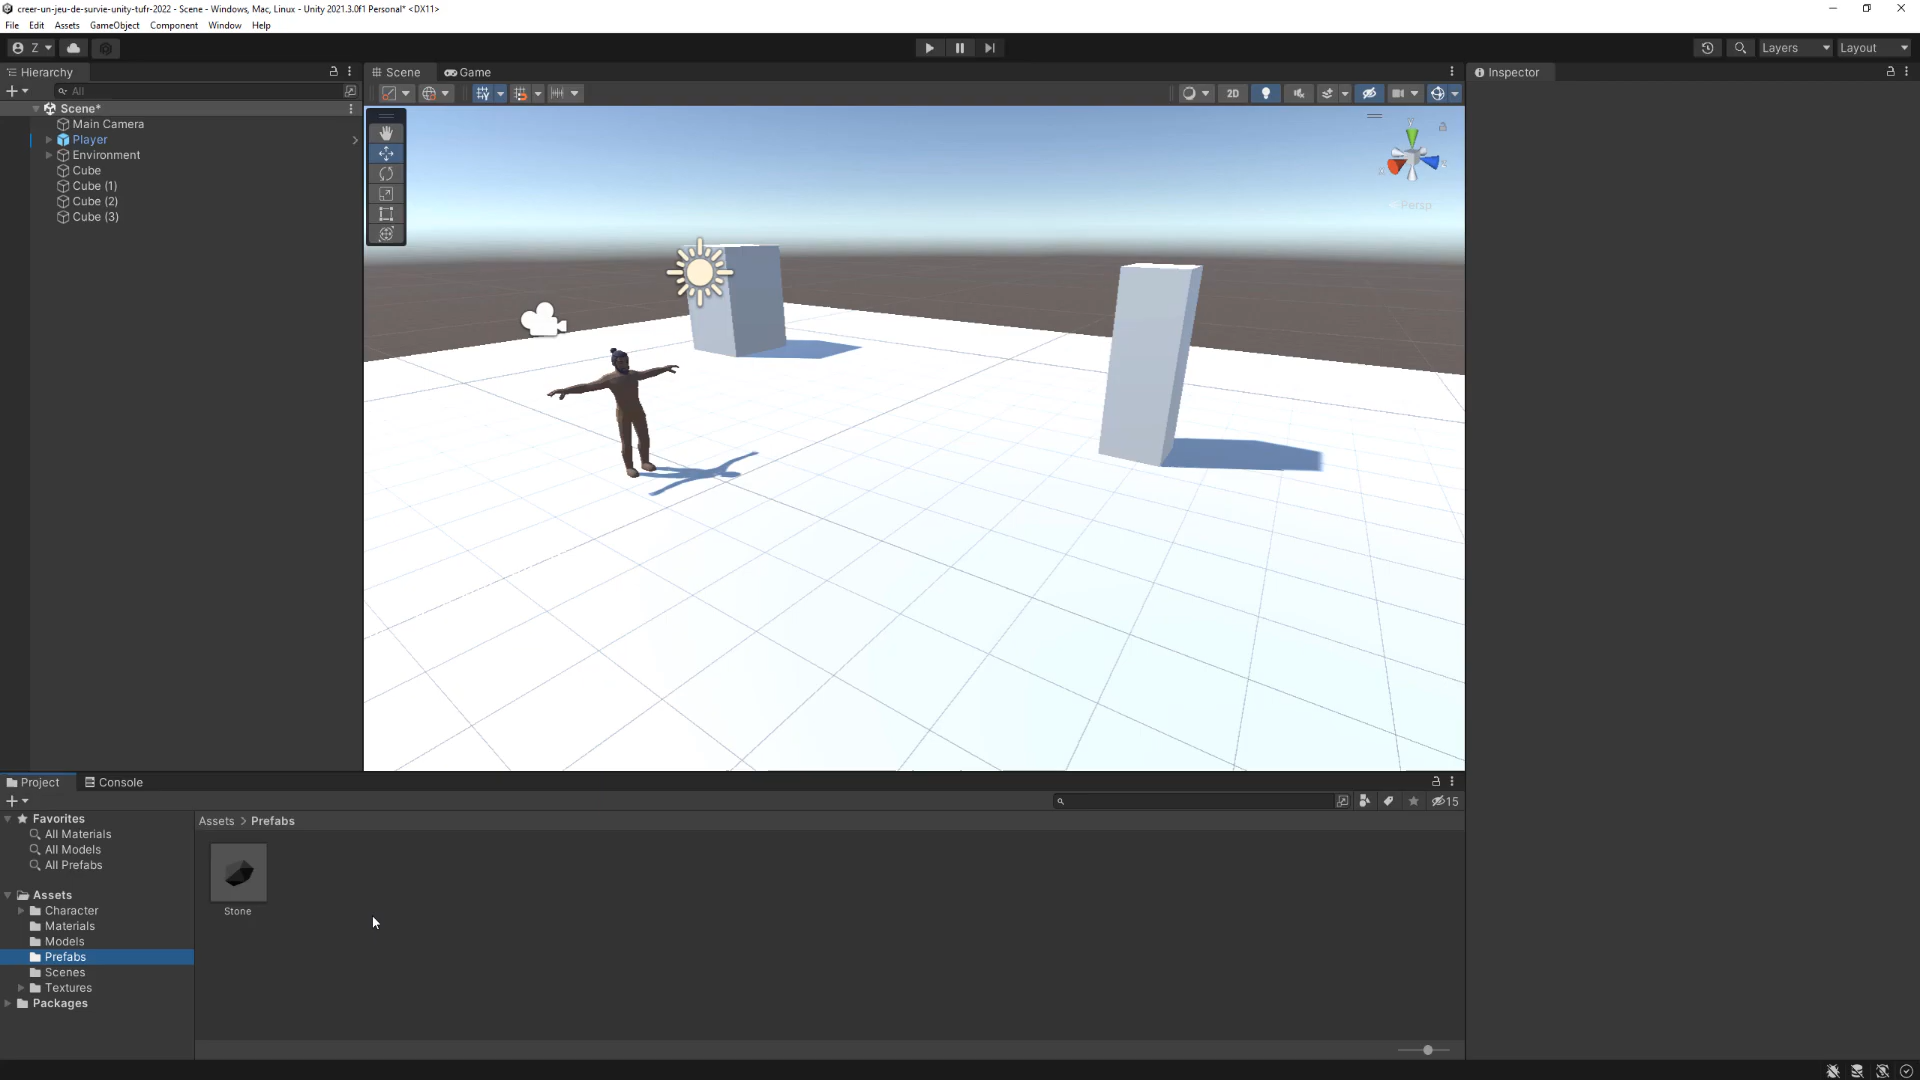 creer-un-jeu-de-survie-unity-tufr-2022 - Scene - Windows, Mac, Linux - Unity 2021.3.0f1 Personal* <DX11>
File Edit Assets GameObject Component Window Help
Z Layers Layout
Hierarchy
All
Scene*
Main Camera
Player
Environment
Cube
Cube (1)
Cube (2)
Cube (3)
Scene Game
2D
y
x z
Persp
Inspector
Project Console
15
Favorites
All Materials
All Models
All Prefabs
Assets
Character
Materials
Models
Prefabs
Scenes
Textures
Packages
Assets > Prefabs
Stone